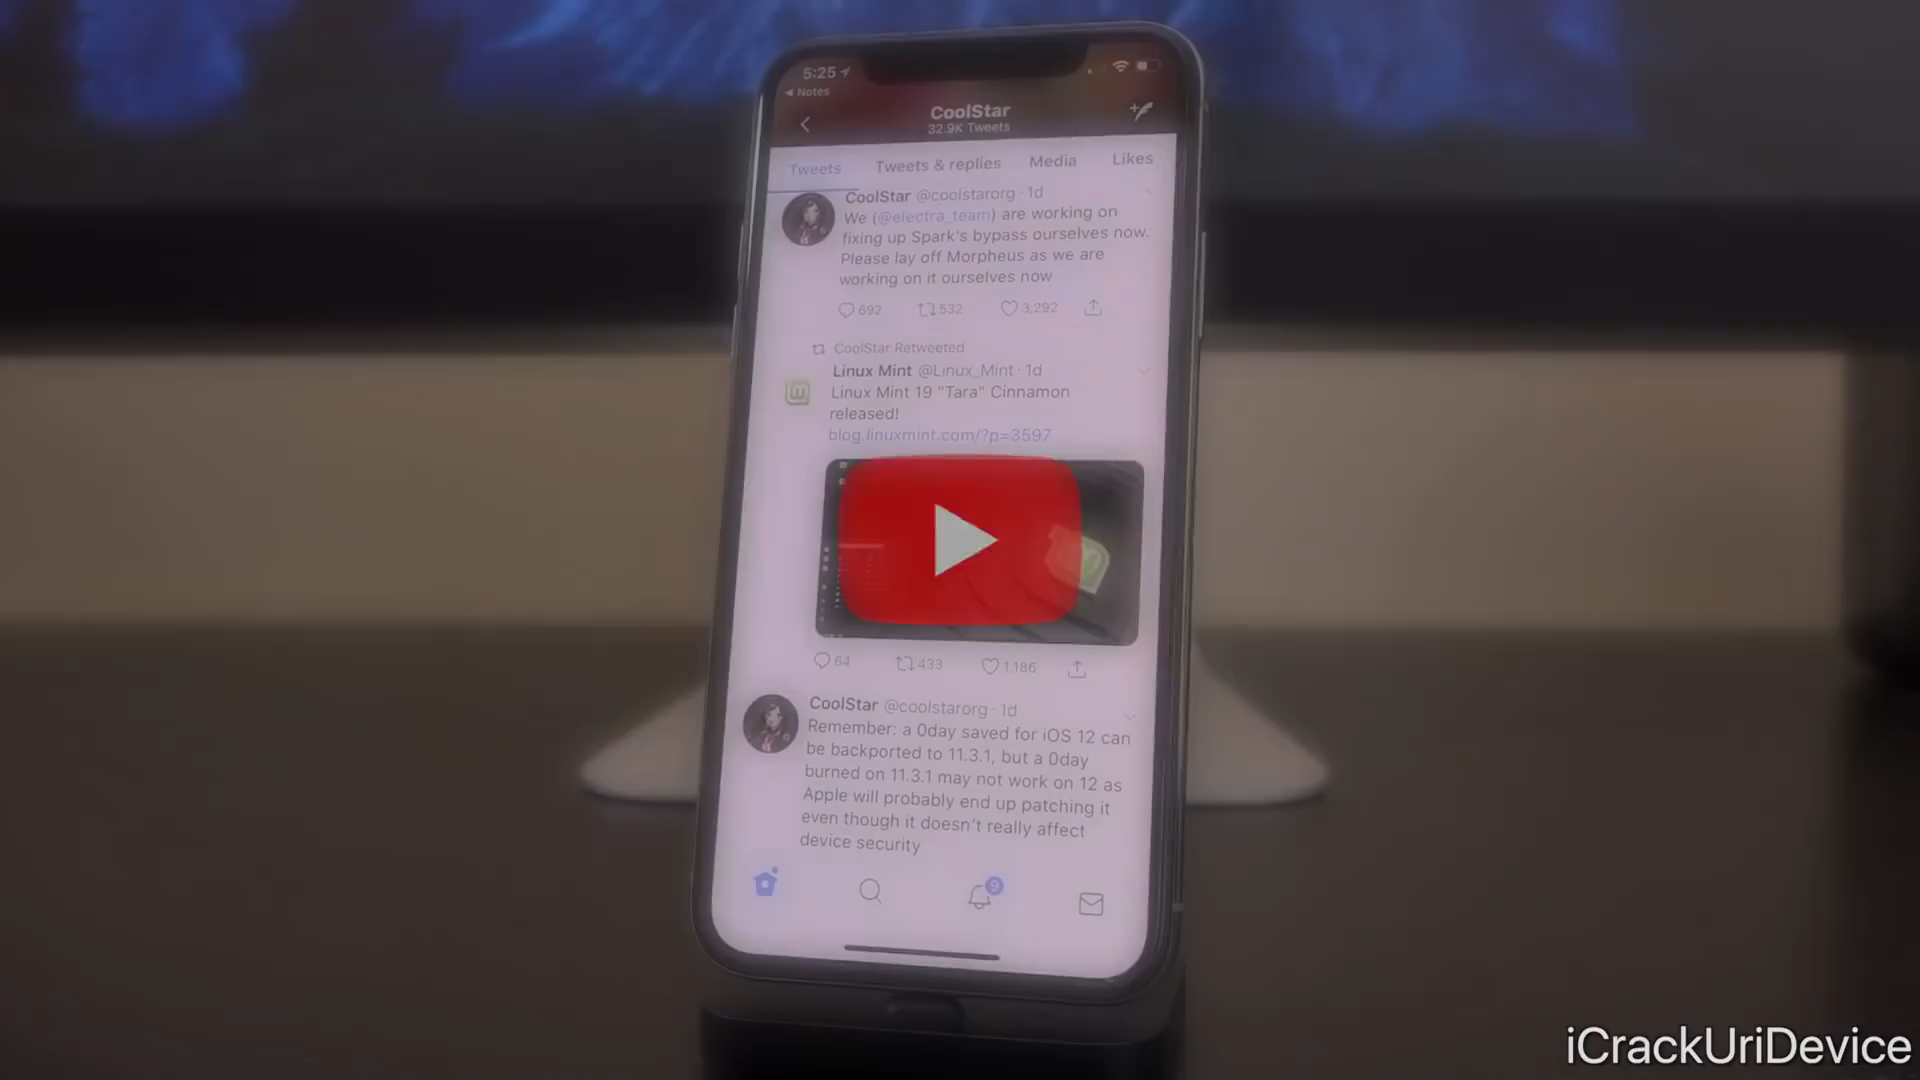 5:25
Notes
CoolStar
32.9K Tweets
Tweets Tweets & replies Media Likes
CoolStar @coolstarorg · 1d
We (@electra_team) are working on
fixing up Spark's bypass ourselves now.
Please lay off Morpheus as we are
working on it ourselves now
692 532 3,292
CoolStar Retweeted
Linux Mint @Linux_Mint · 1d
Linux Mint 19 "Tara" Cinnamon
released!
blog.linuxmint.com/?p=3597
64 433 1,186
CoolStar @coolstarorg · 1d
Remember: a 0day saved for iOS 12 can
be backported to 11.3.1, but a 0day
burned on 11.3.1 may not work on 12 as
Apple will probably end up patching it
even though it doesn't really affect
device security
9
iCrackUriDevice